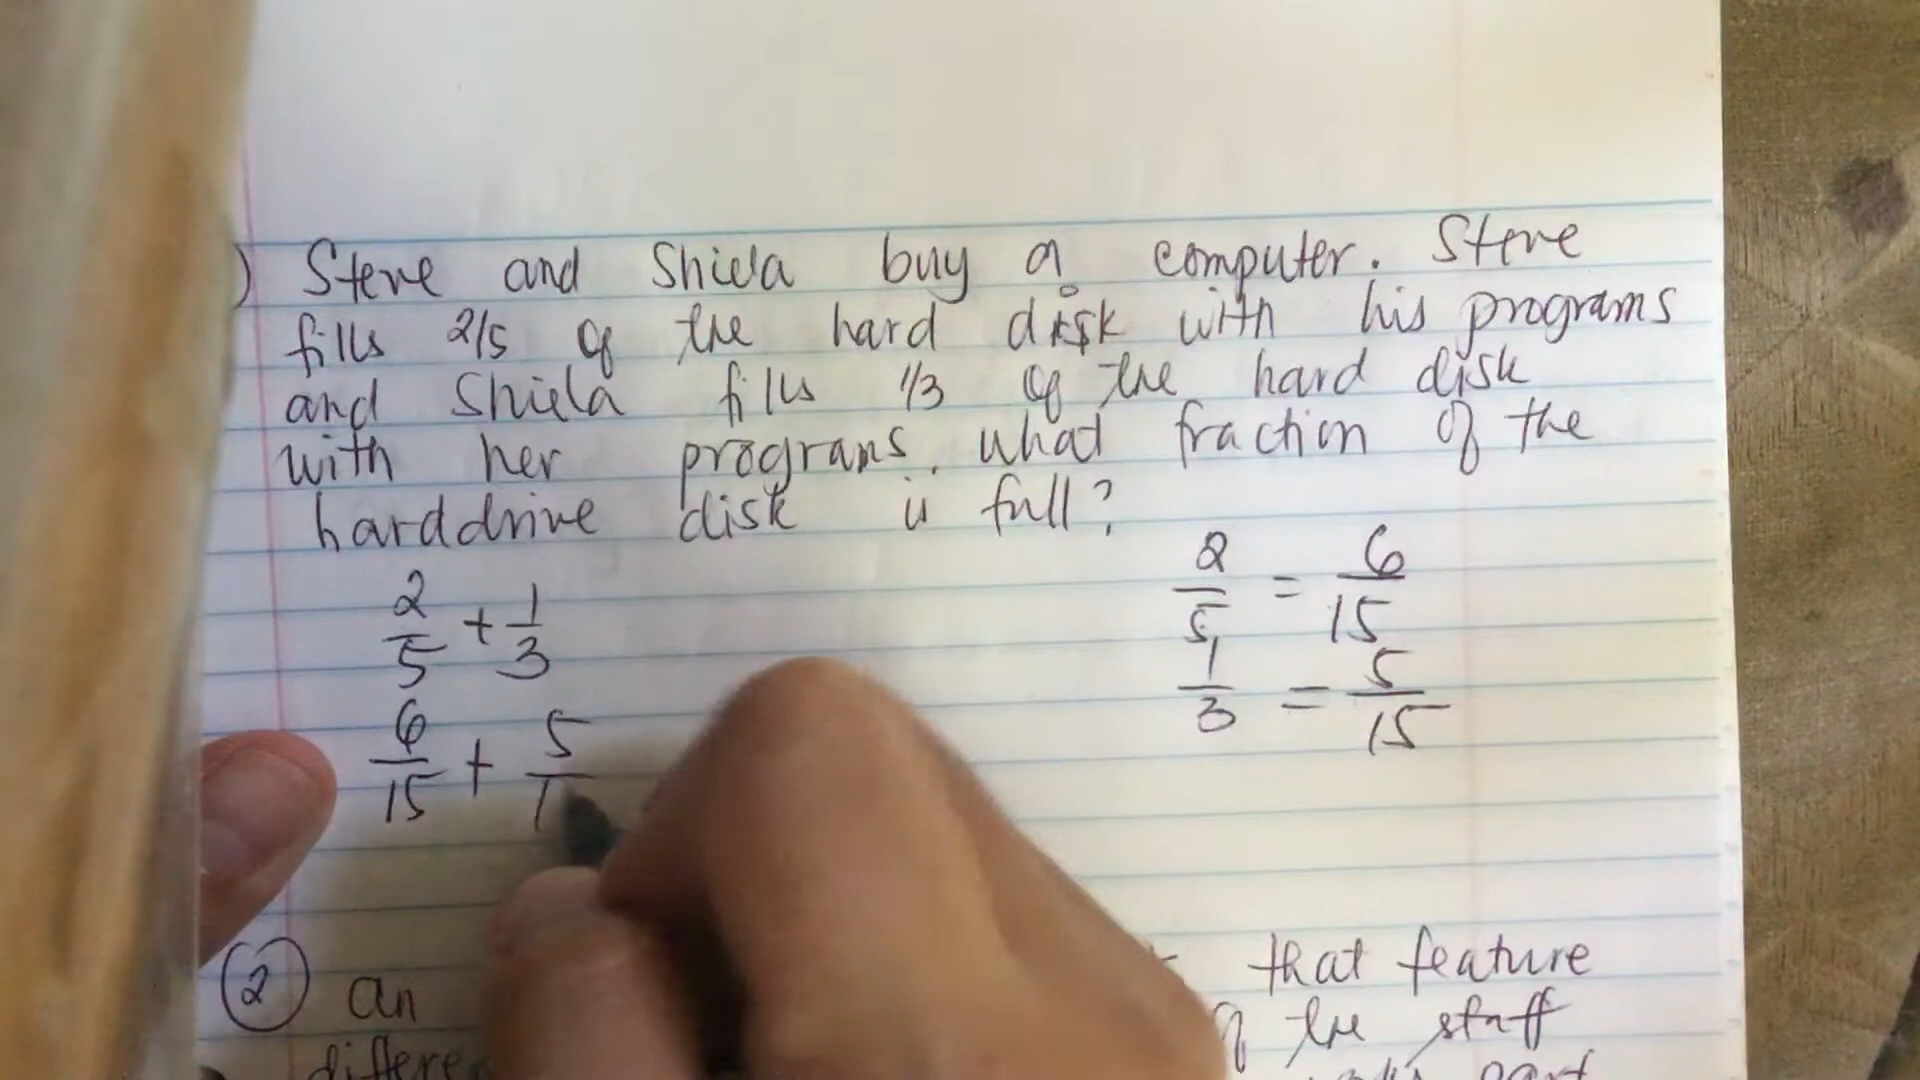 ) Steve and Shiela buy a computer. Steve
fills 2/5 of the hard disk with his programs
and Shiela fills 1/3 of the hard disk
with her programs. What fraction of the
harddrive disk is full?
2/5 + 1/3
2/5 = 6/15
1/3 = 5/15
6/15 + 5/1
2 an that feature
of the staff
part